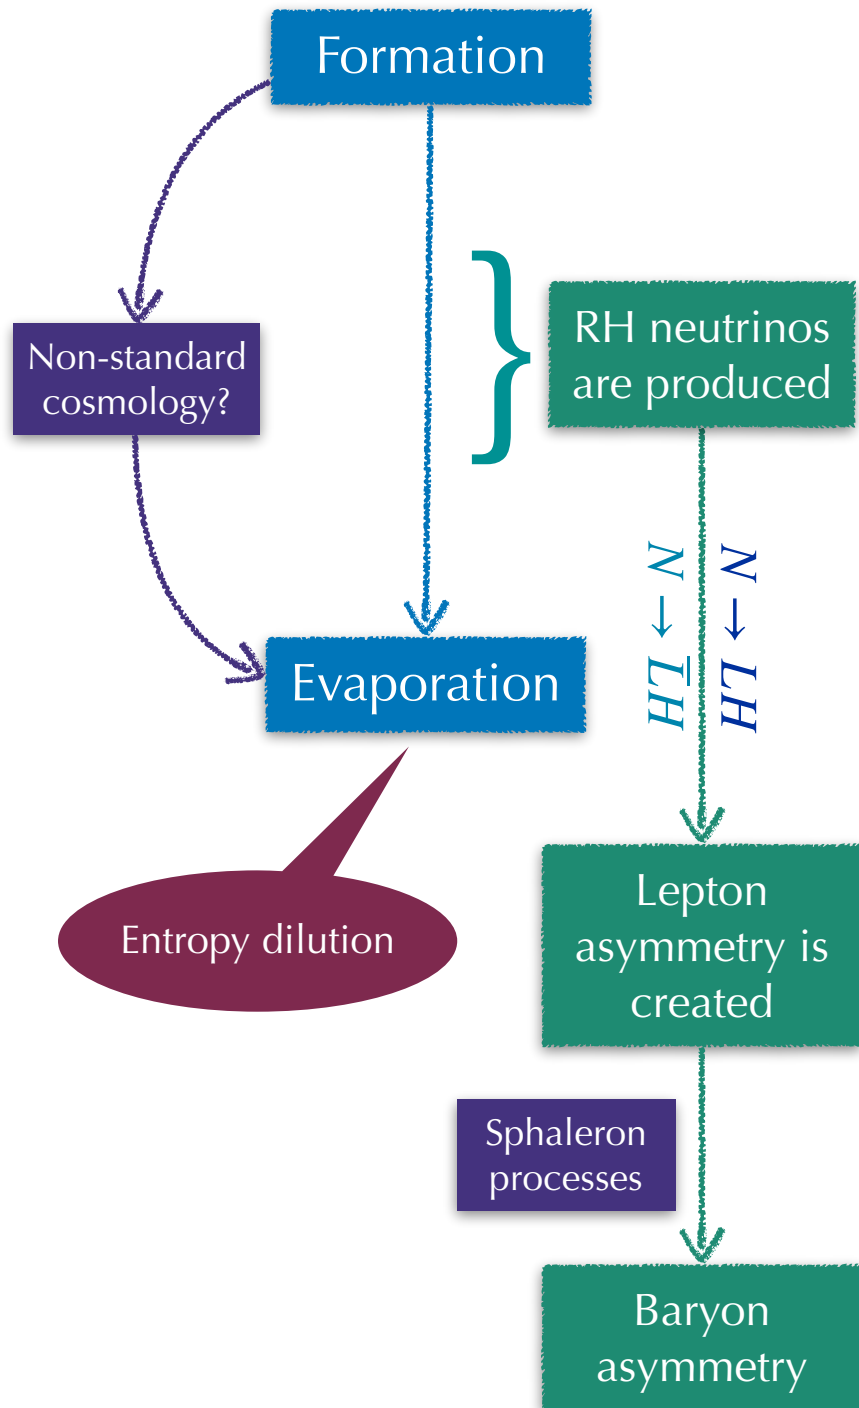 Formation
Non-standard
cosmology?
}
RH neutrinos
are produced
N → L̅H
N → LH
Evaporation
Entropy dilution
Lepton
asymmetry is
created
Sphaleron
processes
Baryon
asymmetry